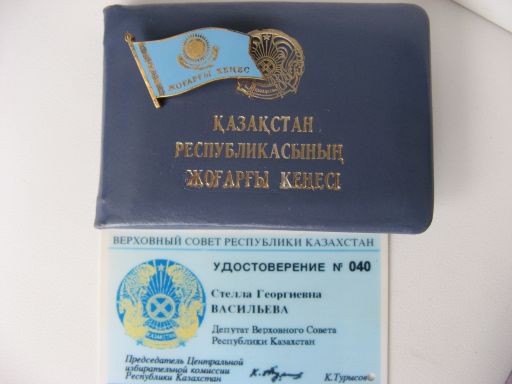 ЖОҒАРҒЫ КЕҢЕС
ҚАЗАҚСТАН
РЕСПУБЛИКАСЫНЫҢ
ЖОҒАРҒЫ КЕҢЕСІ
ВЕРХОВНЫЙ СОВЕТ РЕСПУБЛИКИ КАЗАХСТАН
УДОСТОВЕРЕНИЕ № 040
Стелла Георгиевна
ВАСИЛЬЕВА
Депутат Верховного Совета
Республики Казахстан
ҚАЗАҚСТАН
Председатель Центральной
избирательной комиссии
Республики Казахстан
К.Турысов